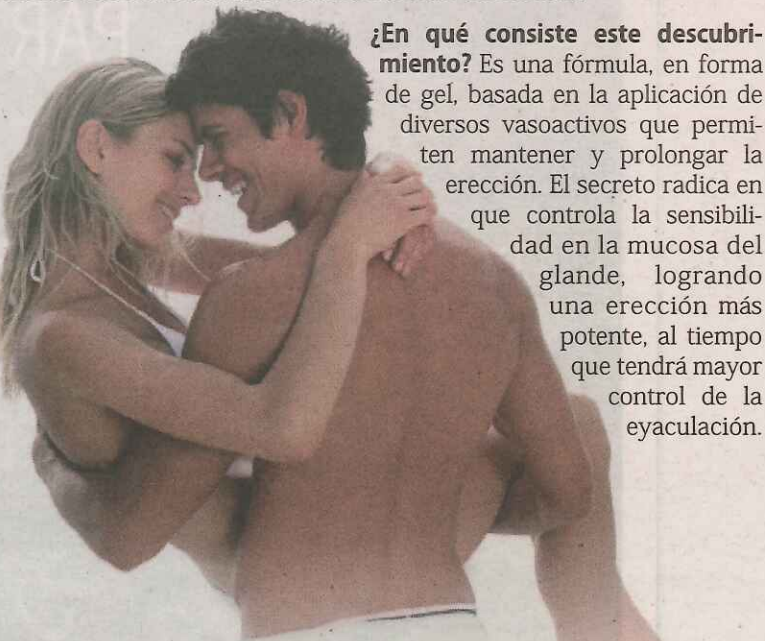 ¿En qué consiste este descubri-
miento? Es una fórmula, en forma
de gel, basada en la aplicación de
diversos vasoactivos que permi-
ten mantener y prolongar la
erección. El secreto radica en
que controla la sensibili-
dad en la mucosa del
glande, logrando
una erección más
potente, al tiempo
que tendrá mayor
control de la
eyaculación.